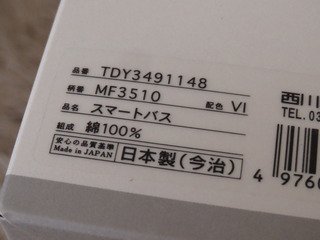 品番 TDY3491148
柄番 MF3510 配色 VI
品名 スマートバス
組成 綿100%
安心の品質基準
Made in JAPAN
日本製(今治)
西川
TEL.03
4 9760